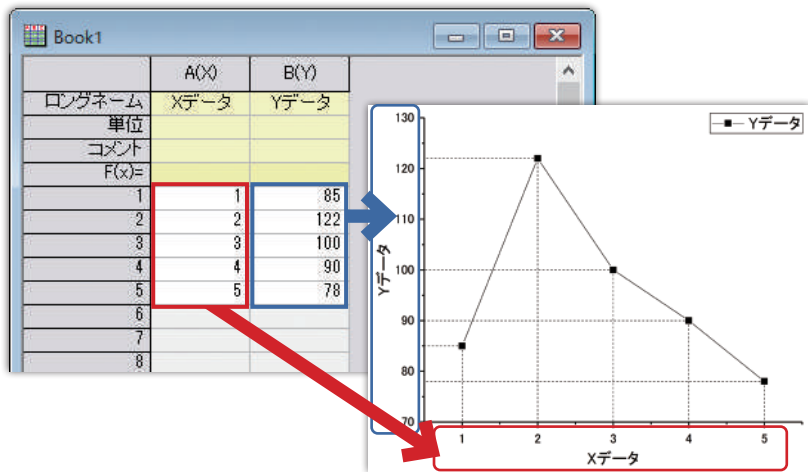 Book1
A(X) B(Y)
ロングネーム Xデータ Yデータ
単位
コメント
F(x)=
1 1 85
2 2 122
3 3 100
4 4 90
5 5 78
6
7
8
Yデータ
130
120
110
100
90
80
70
Yデータ
1 2 3 4 5
Xデータ